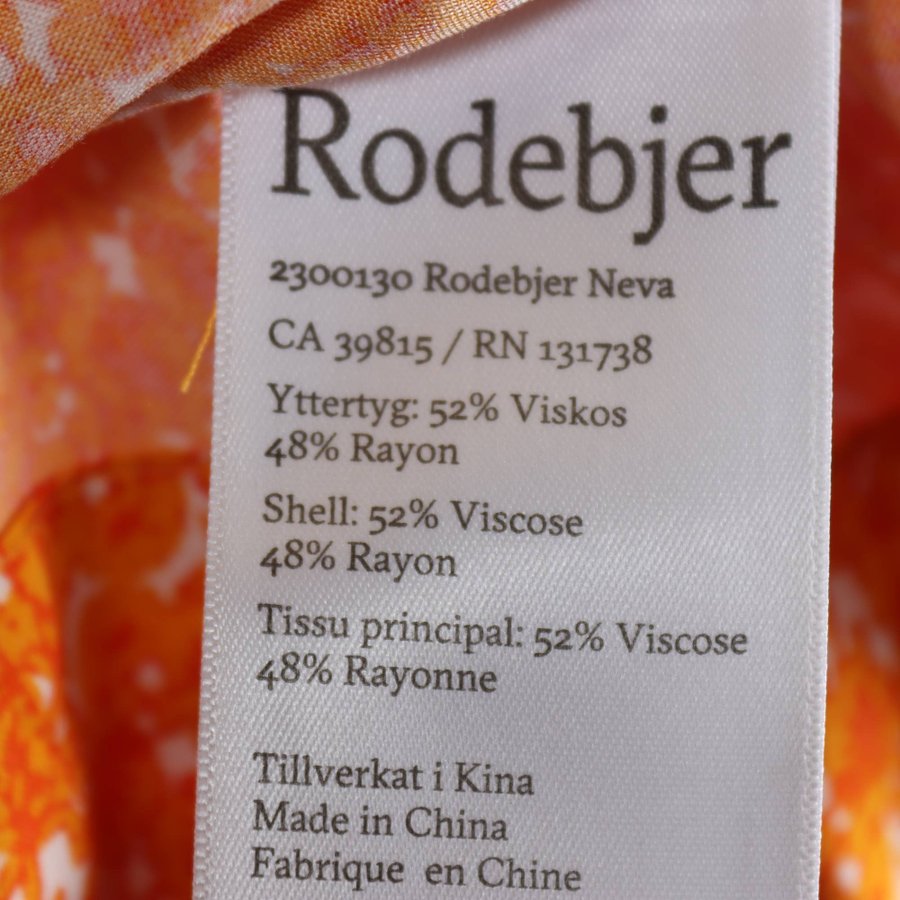 Rodebjer
2300130 Rodebjer Neva
CA 39815 / RN 131738
Yttertyg: 52% Viskos
48% Rayon
Shell: 52% Viscose
48% Rayon
Tissu principal: 52% Viscose
48% Rayonne
Tillverkat i Kina
Made in China
Fabrique en Chine